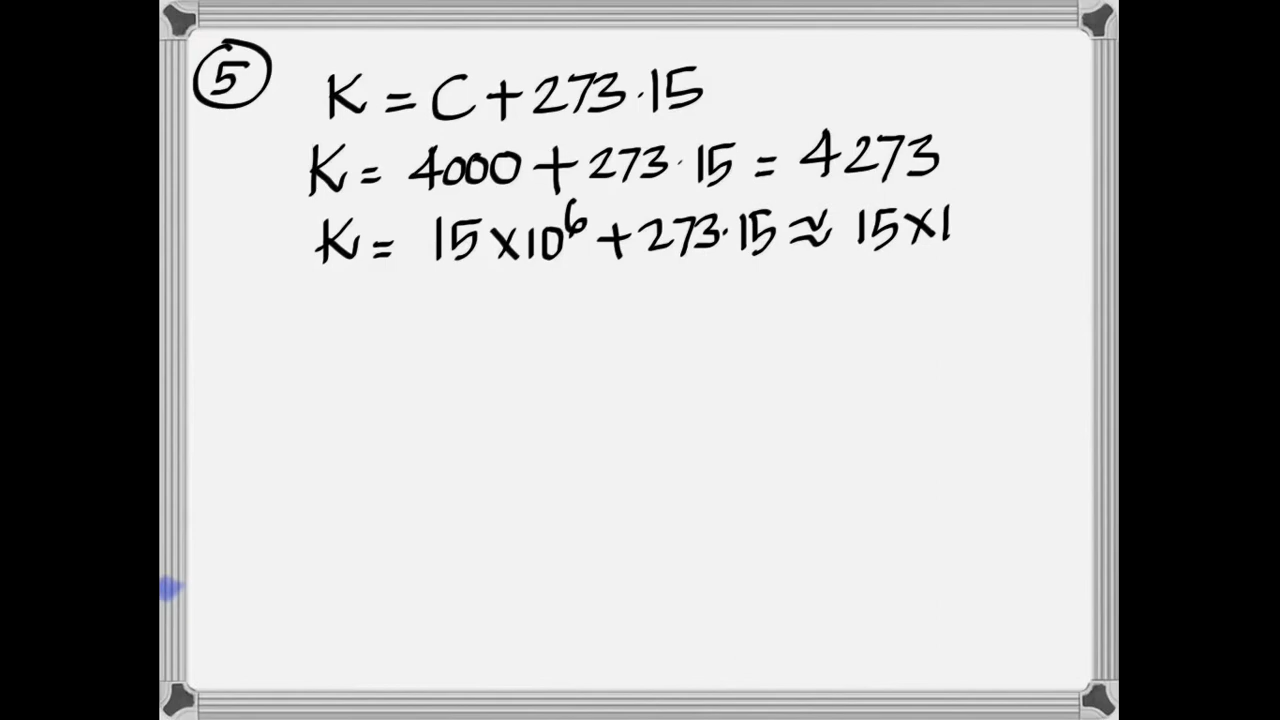 5
K = C + 273.15
K = 4000 + 273.15 = 4273
K = 15×10⁶ + 273.15 ≈ 15×1